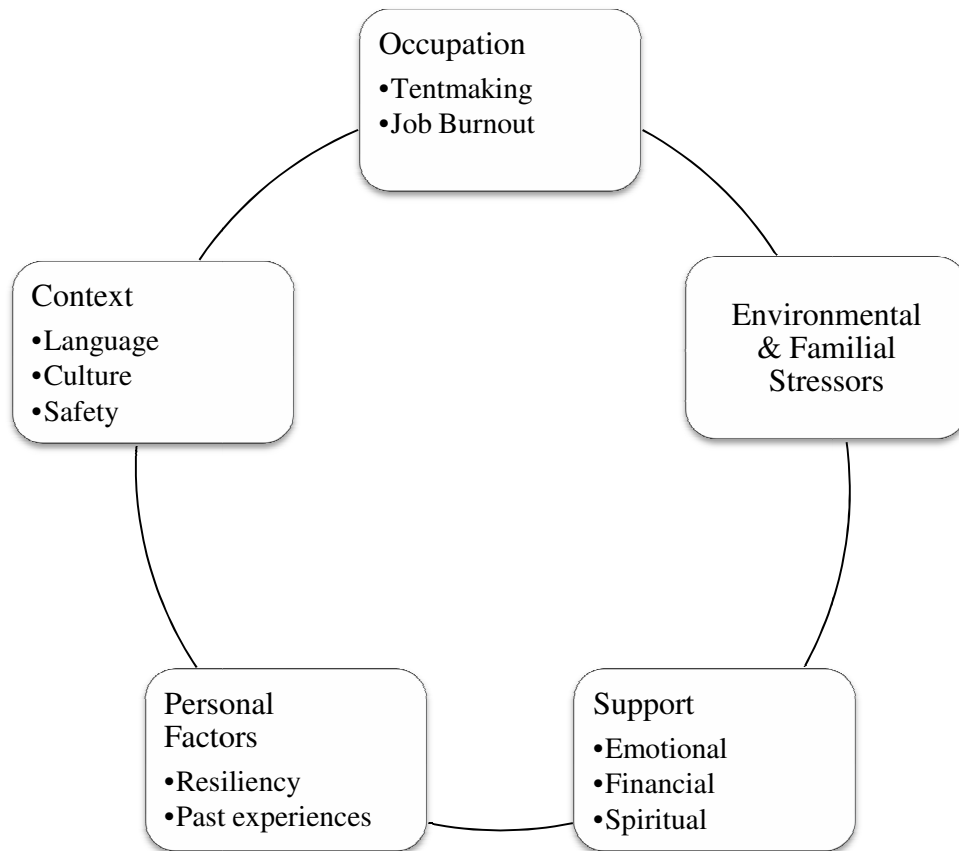 Occupation
•Tentmaking
•Job Burnout
Environmental
& Familial
Stressors
Support
•Emotional
•Financial
•Spiritual
Personal
Factors
•Resiliency
•Past experiences
Context
•Language
•Culture
•Safety